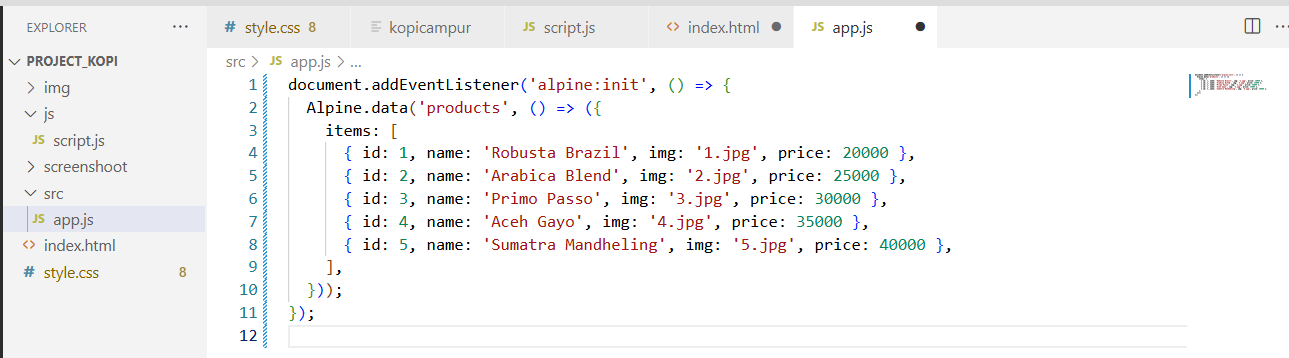 EXPLORER ...
style.css 8 kopicampur script.js index.html app.js
PROJECT_KOPI
img
js
JS script.js
screenshoot
src
JS app.js
index.html
# style.css 8
src > JS app.js > ...
1 document.addEventListener('alpine:init', () => {
2 Alpine.data('products', () => ({
3 items: [
4 { id: 1, name: 'Robusta Brazil', img: '1.jpg', price: 20000 },
5 { id: 2, name: 'Arabica Blend', img: '2.jpg', price: 25000 },
6 { id: 3, name: 'Primo Passo', img: '3.jpg', price: 30000 },
7 { id: 4, name: 'Aceh Gayo', img: '4.jpg', price: 35000 },
8 { id: 5, name: 'Sumatra Mandheling', img: '5.jpg', price: 40000 },
9 ],
10 }));
11 });
12